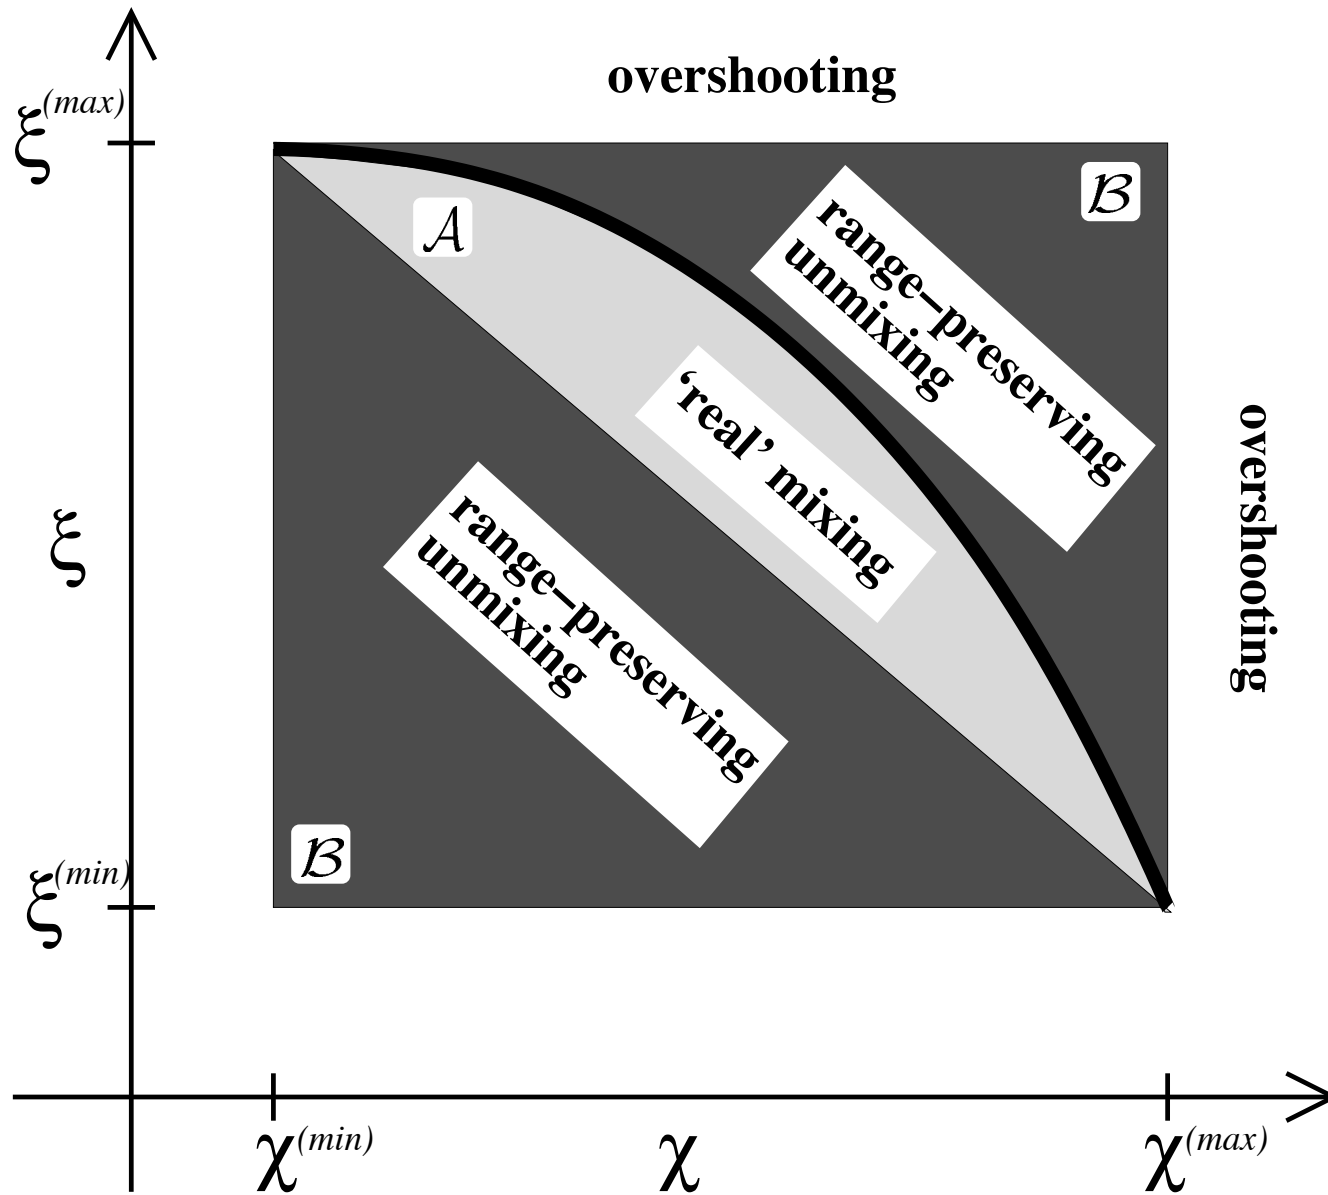 overshooting
ξ(max)
B
A
range–preserving
unmixing
‘real’ mixing
overshooting
ξ
range–preserving
unmixing
B
ξ(min)
χ(min)
χ
χ(max)